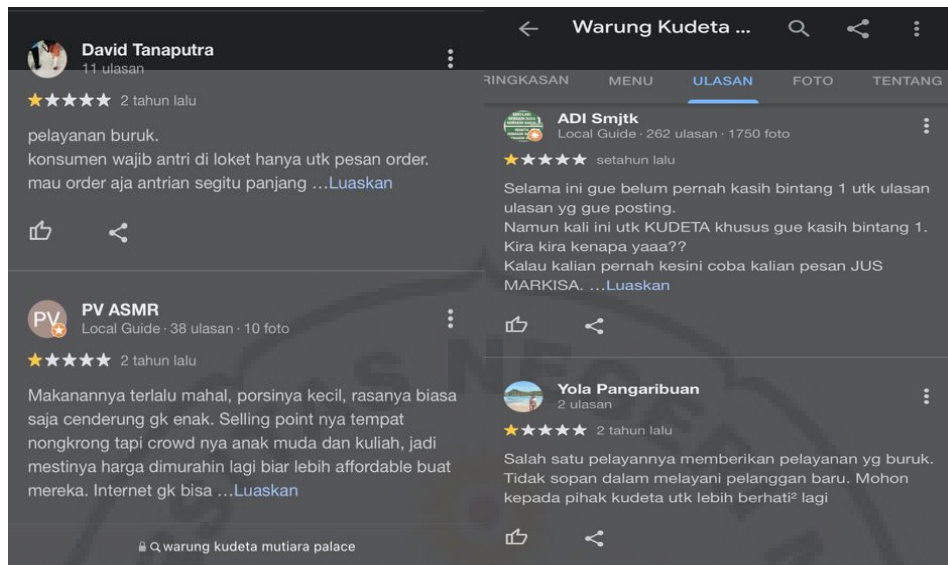 David Tanaputra
11 ulasan
2 tahun lalu
pelayanan buruk.
konsumen wajib antri di loket hanya utk pesan order.
mau order aja antrian segitu panjang ...Luaskan
PV
PV ASMR
Local Guide · 38 ulasan · 10 foto
2 tahun lalu
Makanannya terlalu mahal, porsinya kecil, rasanya biasa
saja cenderung gk enak. Selling point nya tempat
nongkrong tapi crowd nya anak muda dan kuliah, jadi
mestinya harga dimurahin lagi biar lebih affordable buat
mereka. Internet gk bisa ...Luaskan
warung kudeta mutiara palace
Warung Kudeta ...
RINGKASAN MENU ULASAN FOTO TENTANG
ADI Smjtk
Local Guide · 262 ulasan · 1750 foto
setahun lalu
Selama ini gue belum pernah kasih bintang 1 utk ulasan
ulasan yg gue posting.
Namun kali ini utk KUDETA khusus gue kasih bintang 1.
Kira kira kenapa yaaa??
Kalau kalian pernah kesini coba kalian pesan JUS
MARKISA. ...Luaskan
Yola Pangaribuan
2 ulasan
2 tahun lalu
Salah satu pelayannya memberikan pelayanan yg buruk.
Tidak sopan dalam melayani pelanggan baru. Mohon
kepada pihak kudeta utk lebih berhati² lagi